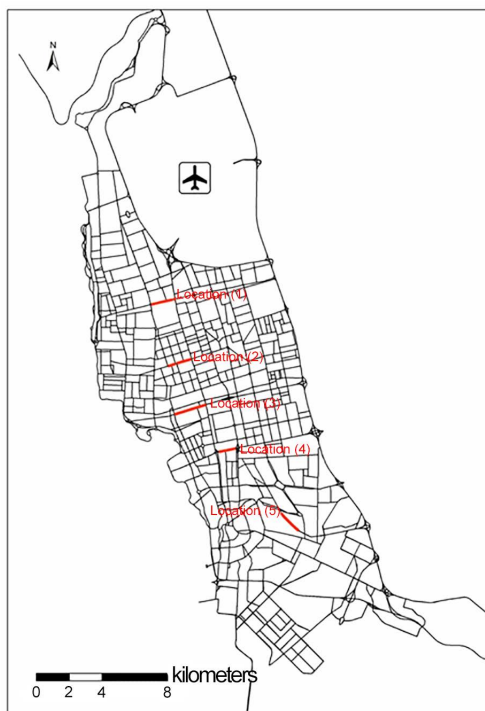 N
Location (1)
Location (2)
Location (3)
Location (4)
Location (5)
kilometers
0 2 4 8